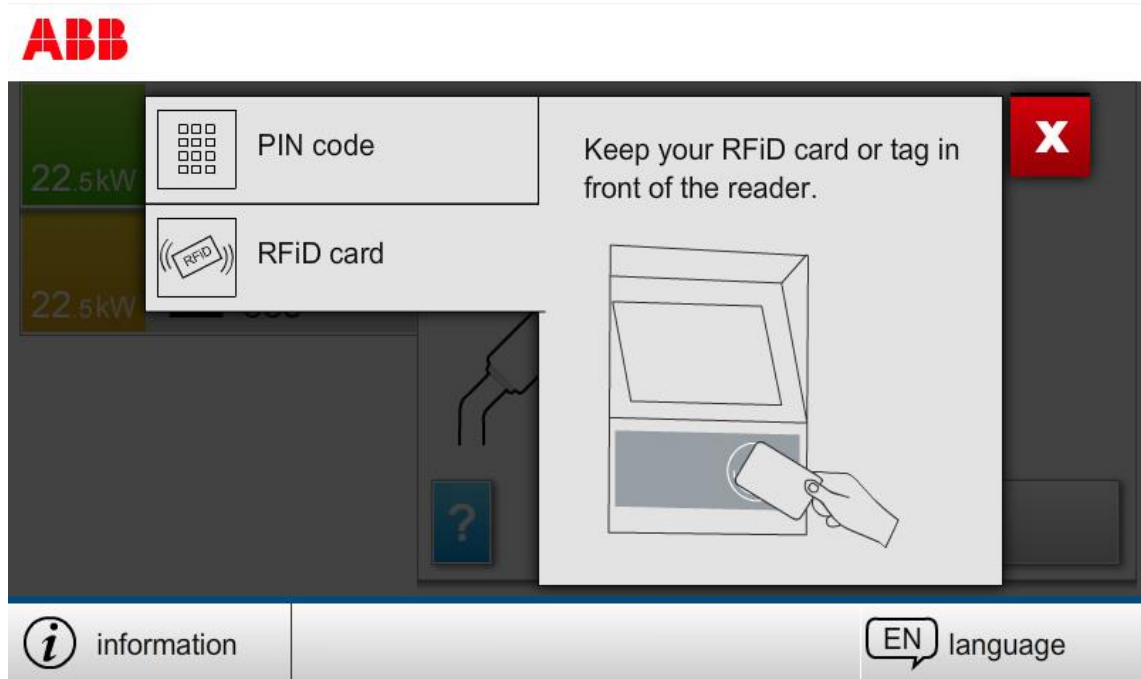 ABB
PIN code
RFiD card
RFiD
Keep your RFiD card or tag in
front of the reader.
X
22.5kW
22.5kW
?
i
information
EN
language